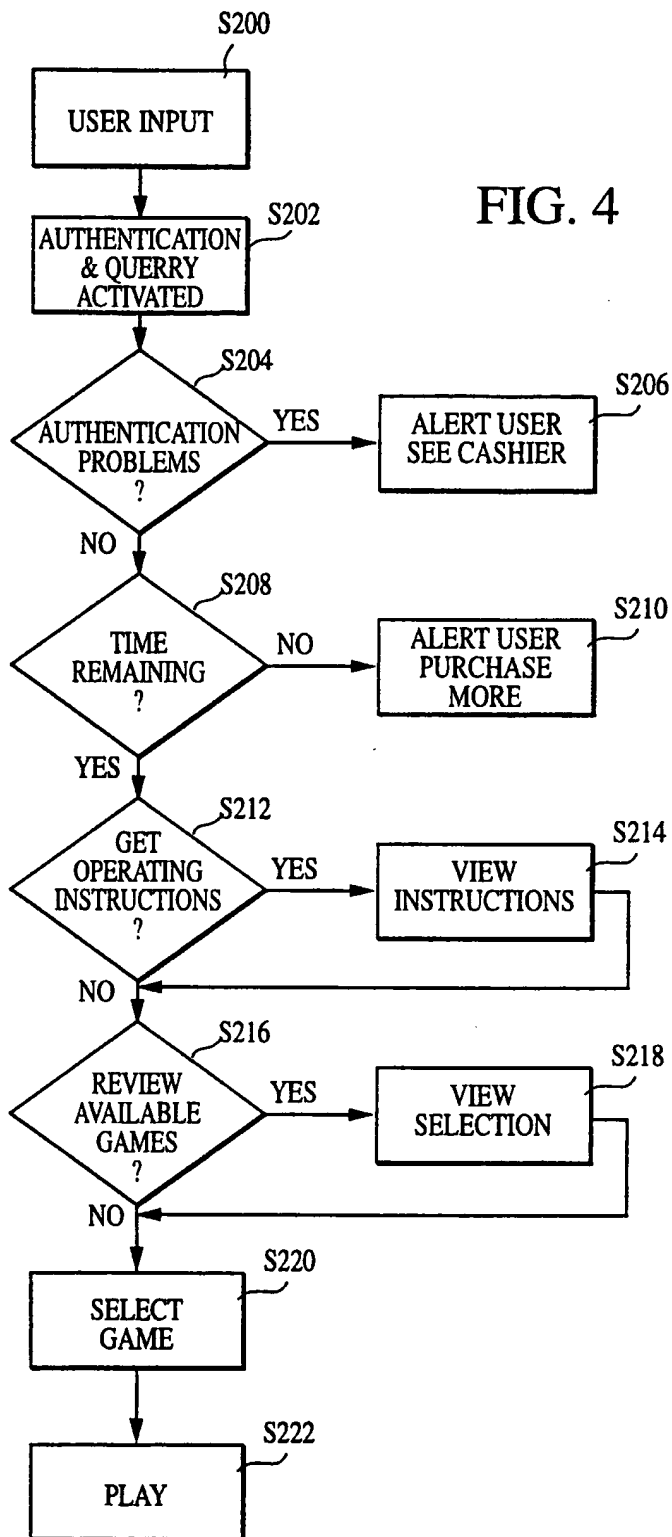 S200
USER INPUT
FIG. 4
S202
AUTHENTICATION
& QUERRY
ACTIVATED
S204
AUTHENTICATION
PROBLEMS
?
YES
S206
ALERT USER
SEE CASHIER
NO
S208
TIME
REMAINING
?
NO
S210
ALERT USER
PURCHASE
MORE
YES
S212
GET
OPERATING
INSTRUCTIONS
?
YES
S214
VIEW
INSTRUCTIONS
NO
S216
REVIEW
AVAILABLE
GAMES
?
YES
S218
VIEW
SELECTION
NO
S220
SELECT
GAME
S222
PLAY